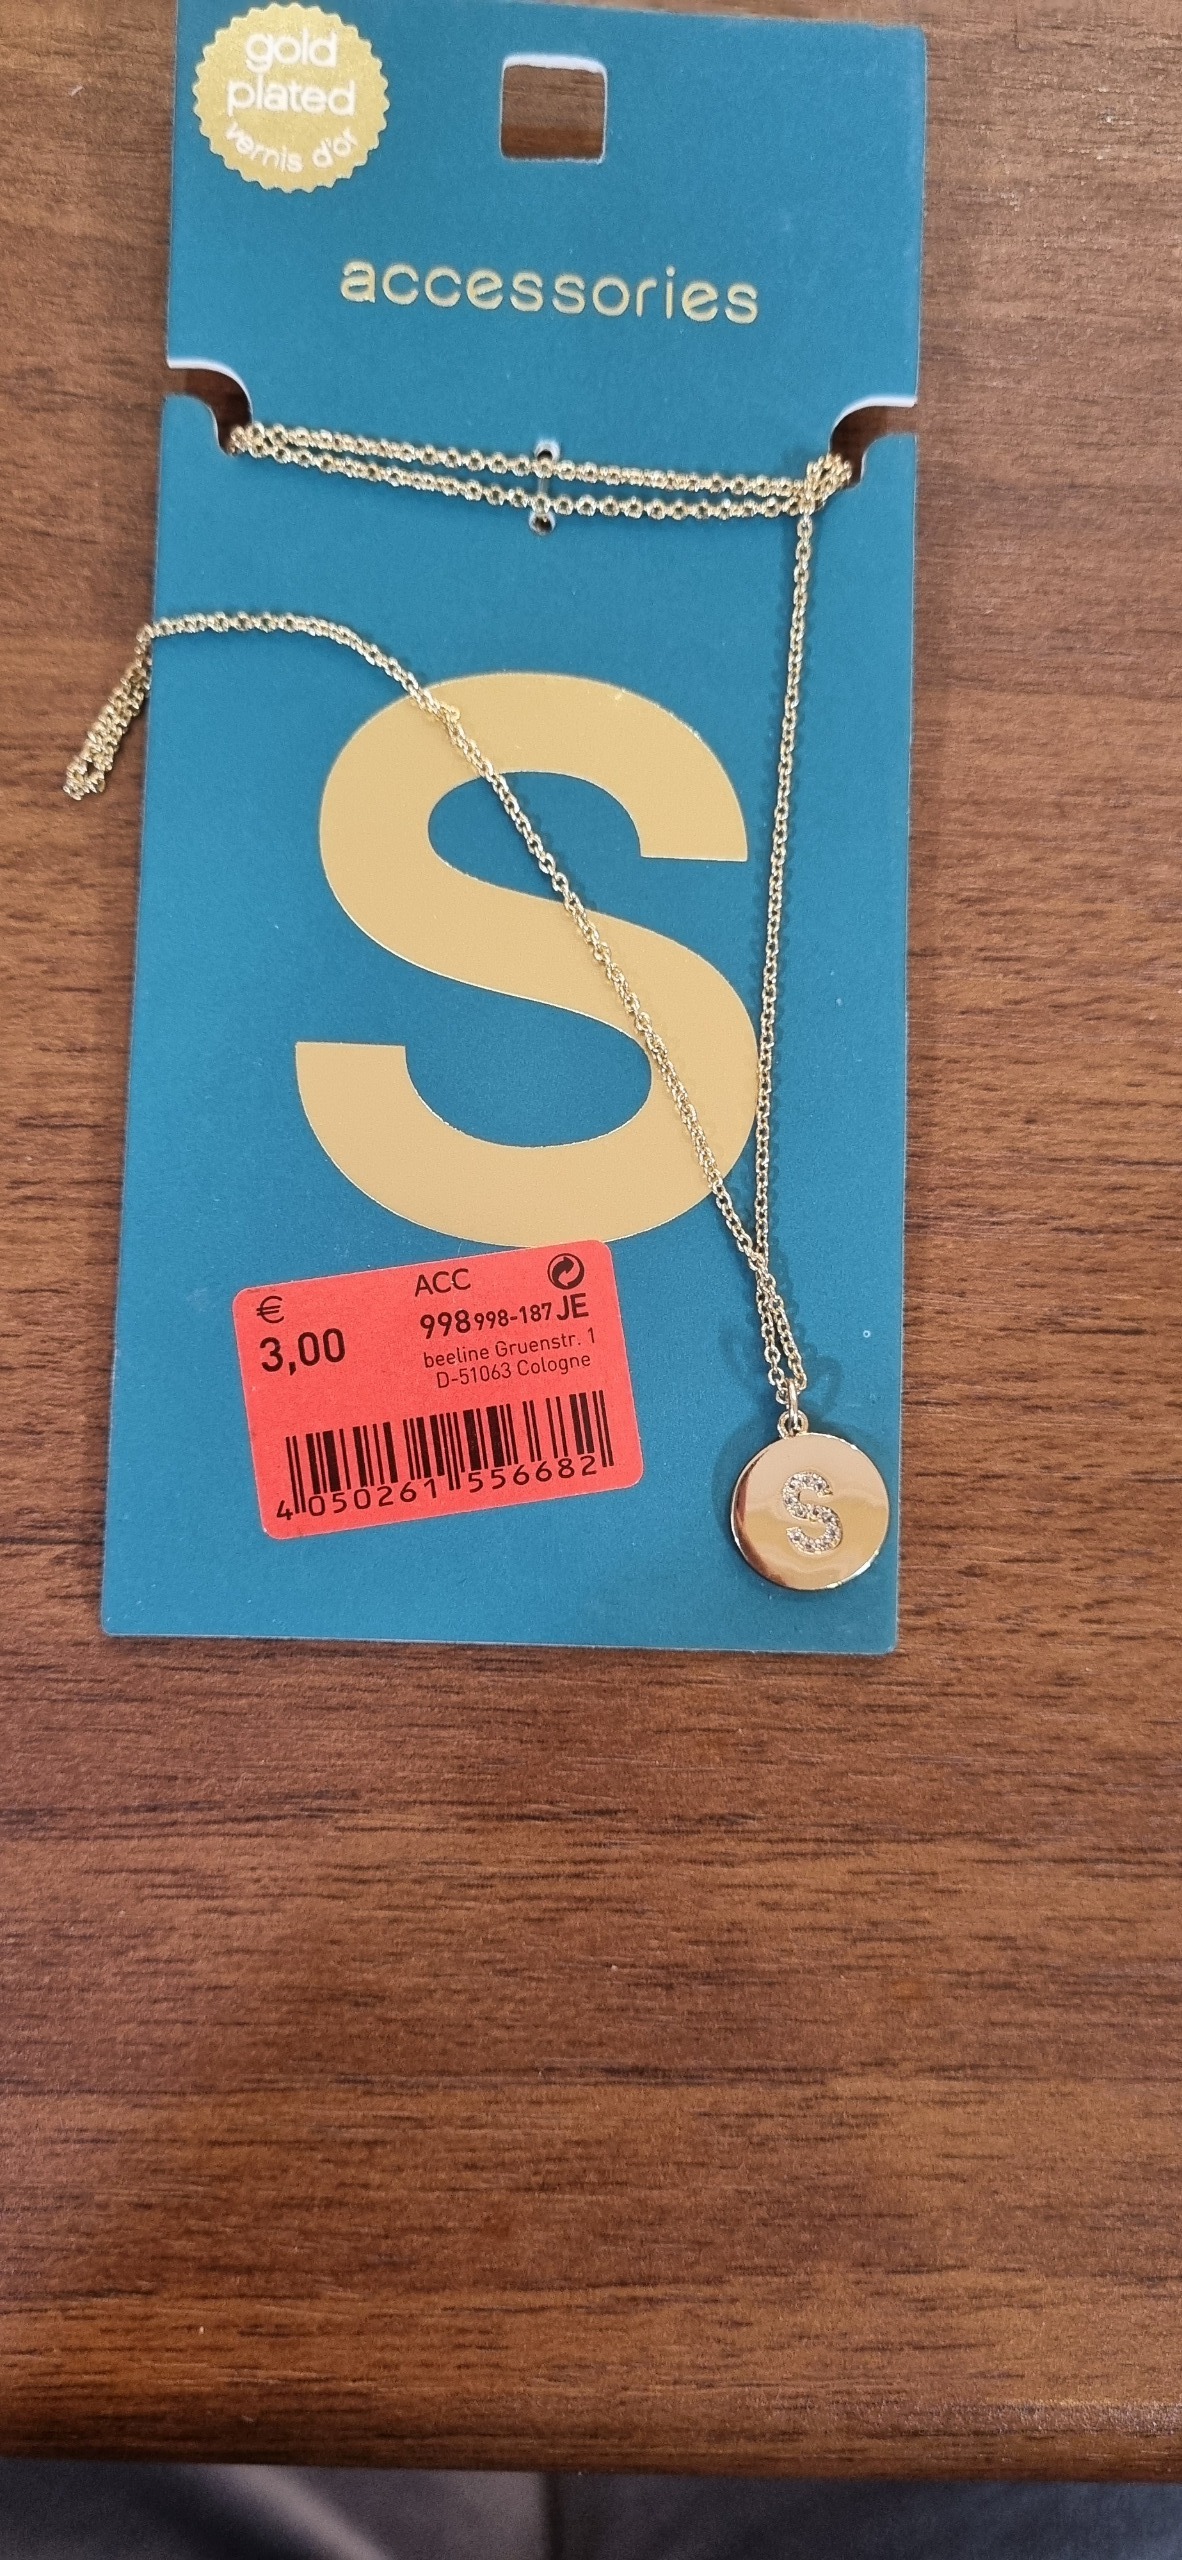 gold
plated
vernis d'or
accessories
S
€
3,00
ACC
998998-187JE
beeline Gruenstr. 1
D-51063 Cologne
4 050261 556682
S